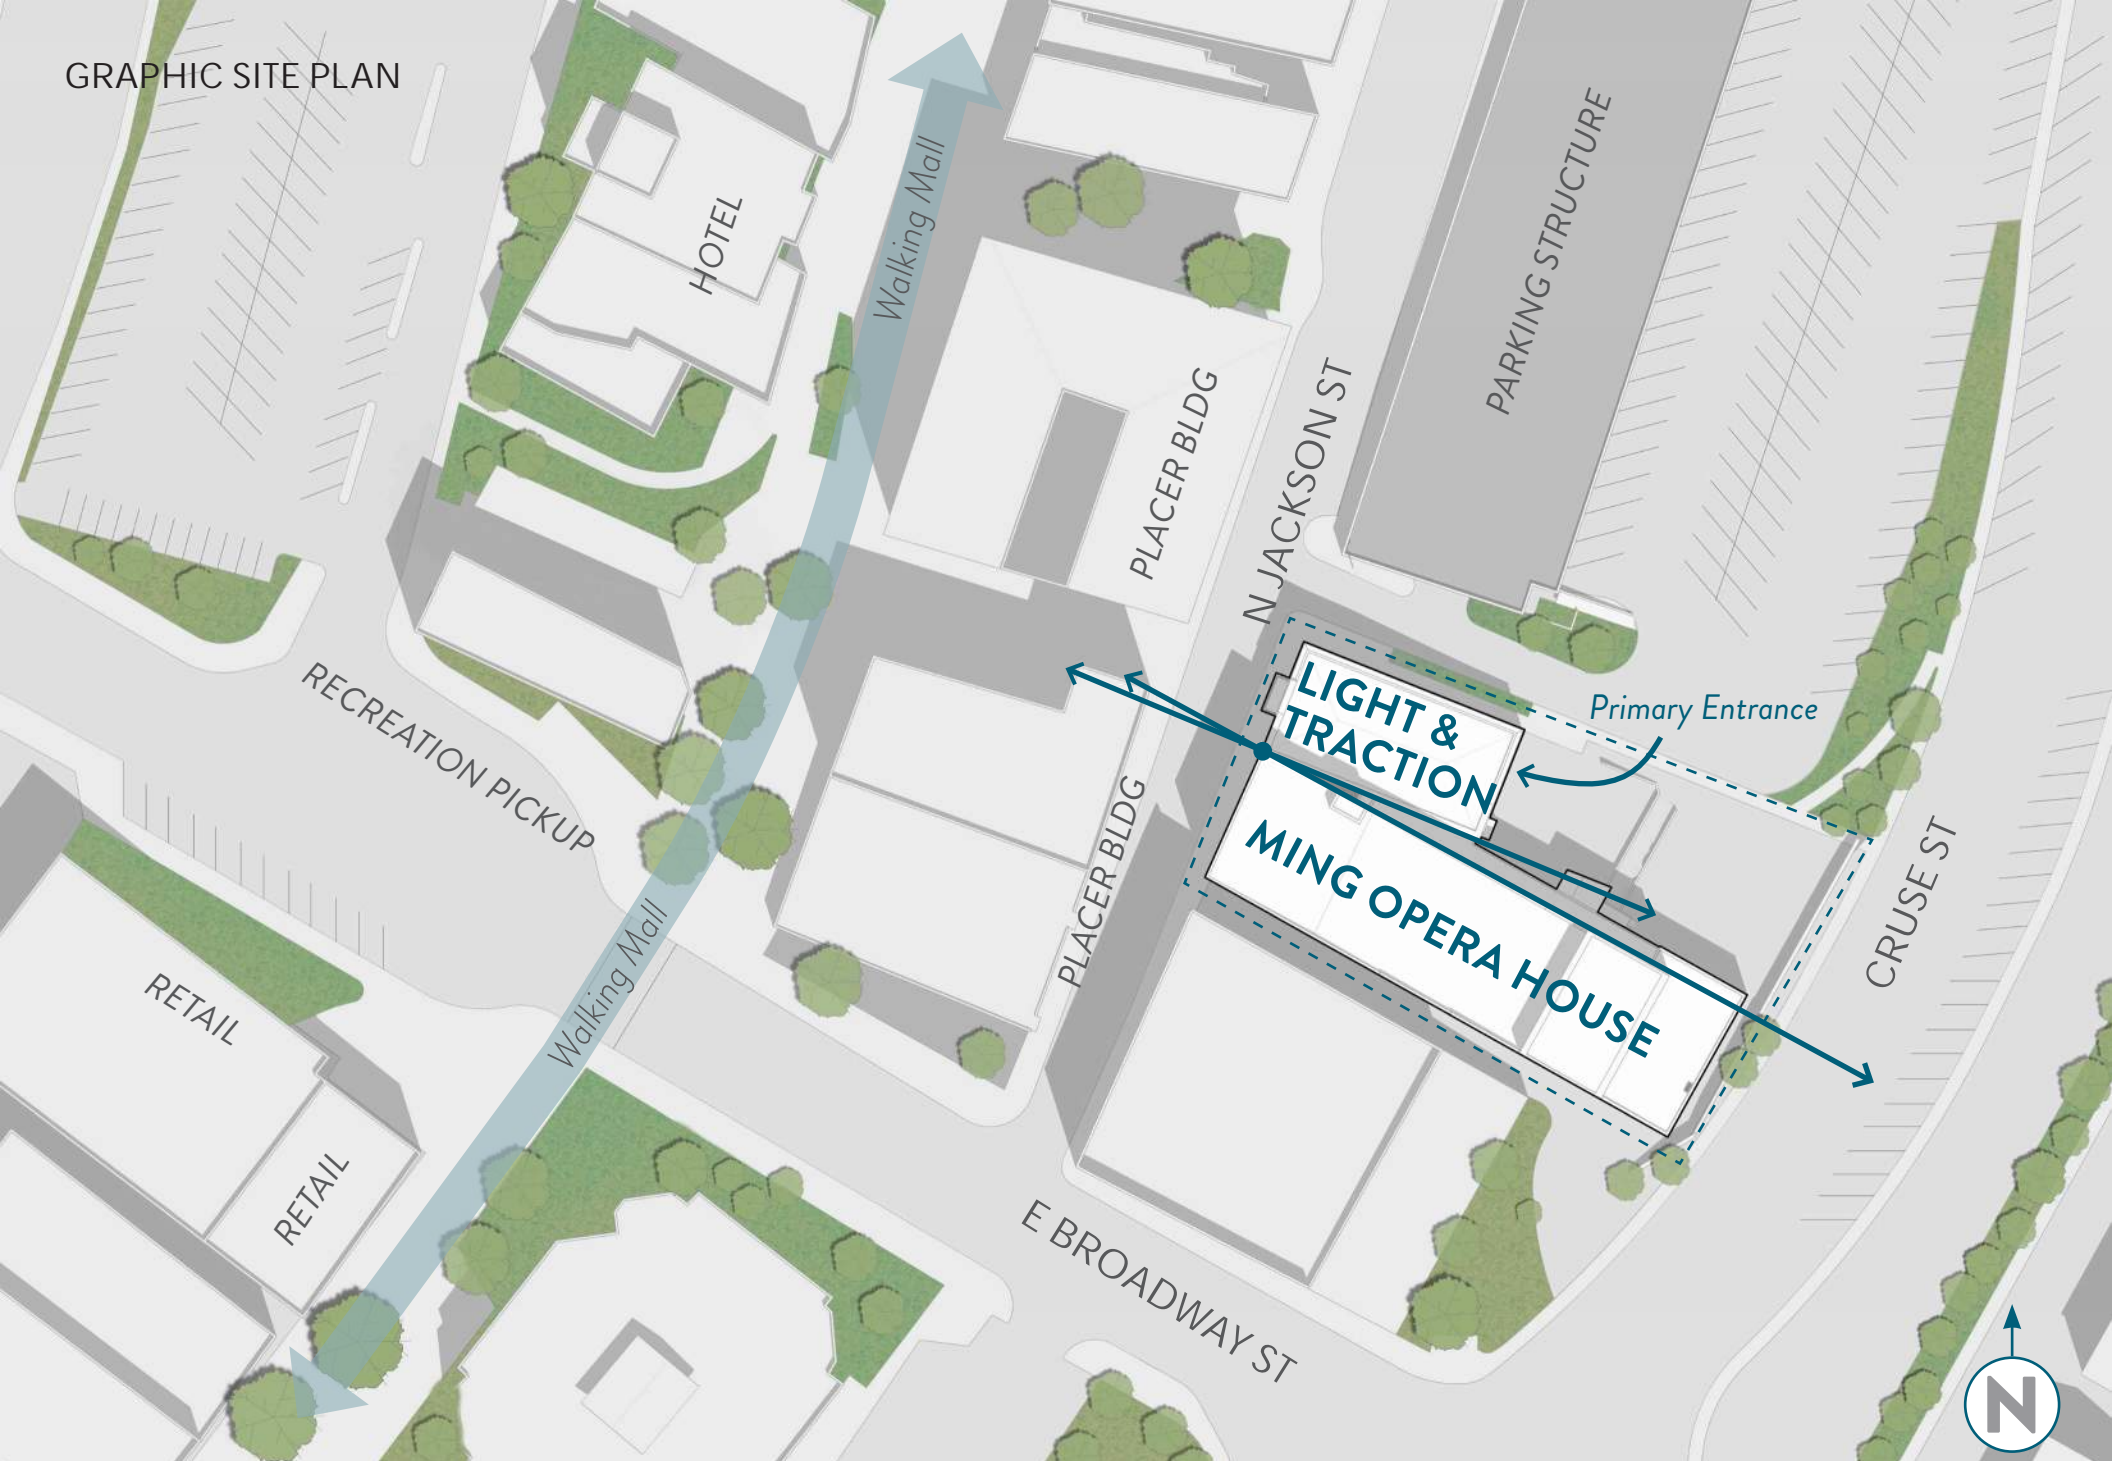 GRAPHIC SITE PLAN
Walking Mall
HOTEL
PARKING STRUCTURE
PLACER BLDG
N JACKSON ST
RECREATION PICKUP
LIGHT &
TRACTION
Primary Entrance
MING OPERA HOUSE
PLACER BLDG
CRUSE ST
Walking Mall
RETAIL
RETAIL
E BROADWAY ST
N